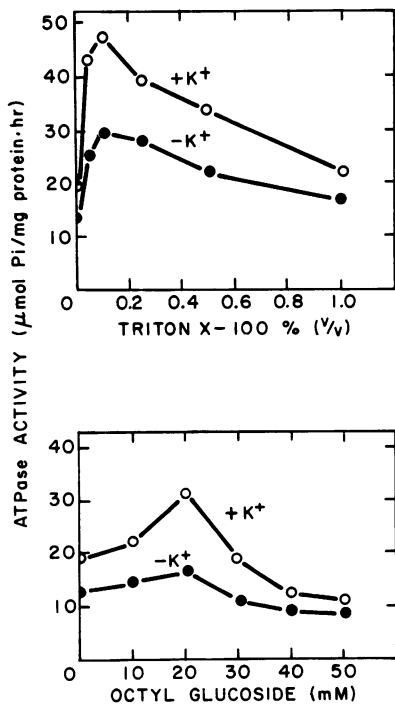 ATPase ACTIVITY (μmol Pi/mg protein·hr)
50
40
30
20
10
0
+K+
-K+
0 0.2 0.4 0.6 0.8 1.0
TRITON X-100 % (V/V)
40
30
20
10
0
+K+
-K+
0 10 20 30 40 50
OCTYL GLUCOSIDE (mM)